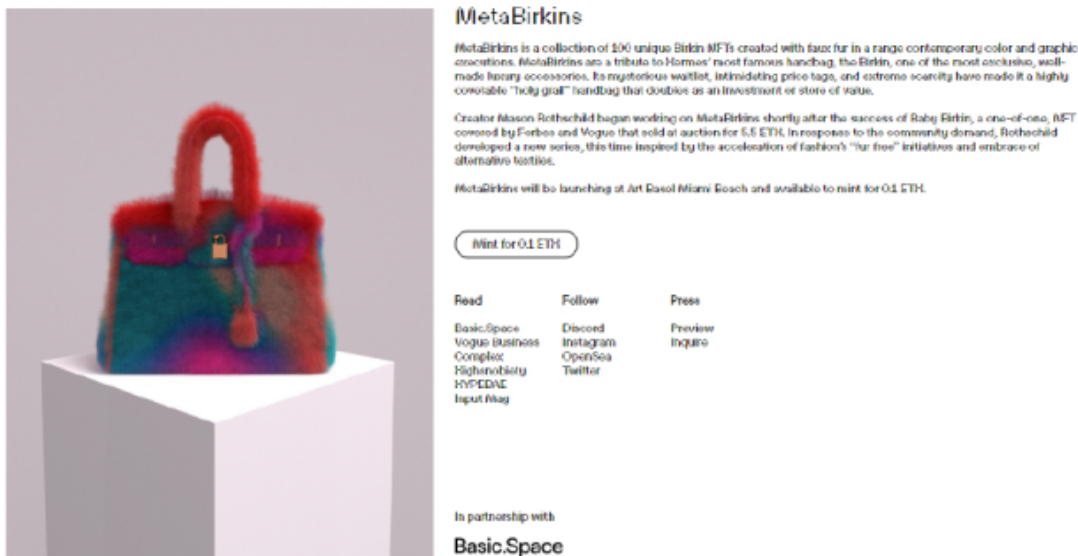 MetaBirkins
MetaBirkins is a collection of 100 unique Birkin NFTs created with faux fur in a range contemporary color and graphic
executions. MetaBirkins are a tribute to Hermes' most famous handbag, the Birkin, one of the most exclusive, well-
made luxury accessories. Its mysterious waitlist, intimidating price tags, and extreme scarcity have made it a highly
covetable "holy grail" handbag that doubles as an investment or store of value.
Creator Mason Rothschild began working on MetaBirkins shortly after the success of Baby Birkin, a one-of-one, NFT
covered by Forbes and Vogue that sold at auction for 5.5 ETH. In response to the community demand, Rothschild
developed a new series, this time inspired by the acceleration of fashion's "fur free" initiatives and embrace of
alternative textiles.
MetaBirkins will be launching at Art Basel Miami Beach and available to mint for 0.1 ETH.
Mint for 0.1 ETH
Read Follow Press
Basic.Space Discord Preview
Vogue Business Instagram Inquire
Complex OpenSea
Highsnobiety Twitter
HYPEBAE
Input Mag
In partnership with
Basic.Space